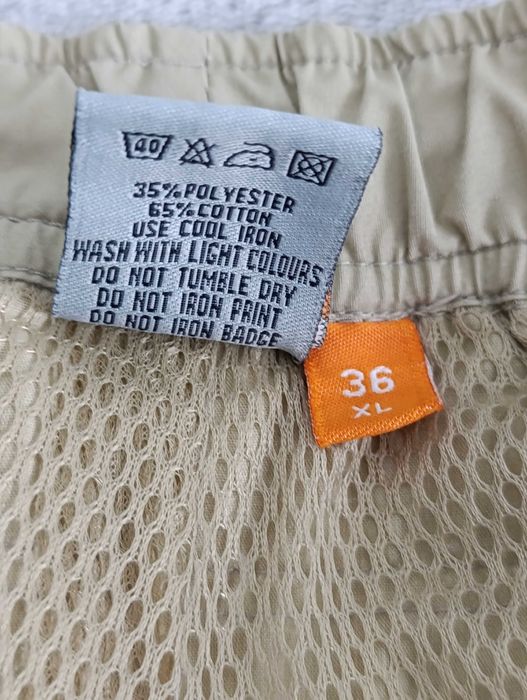 40
35% POLYESTER
65% COTTON
USE COOL IRON
WASH WITH LIGHT COLOURS
DO NOT TUMBLE DRY
DO NOT IRON PRINT
DO NOT IRON BADGE
36
XL